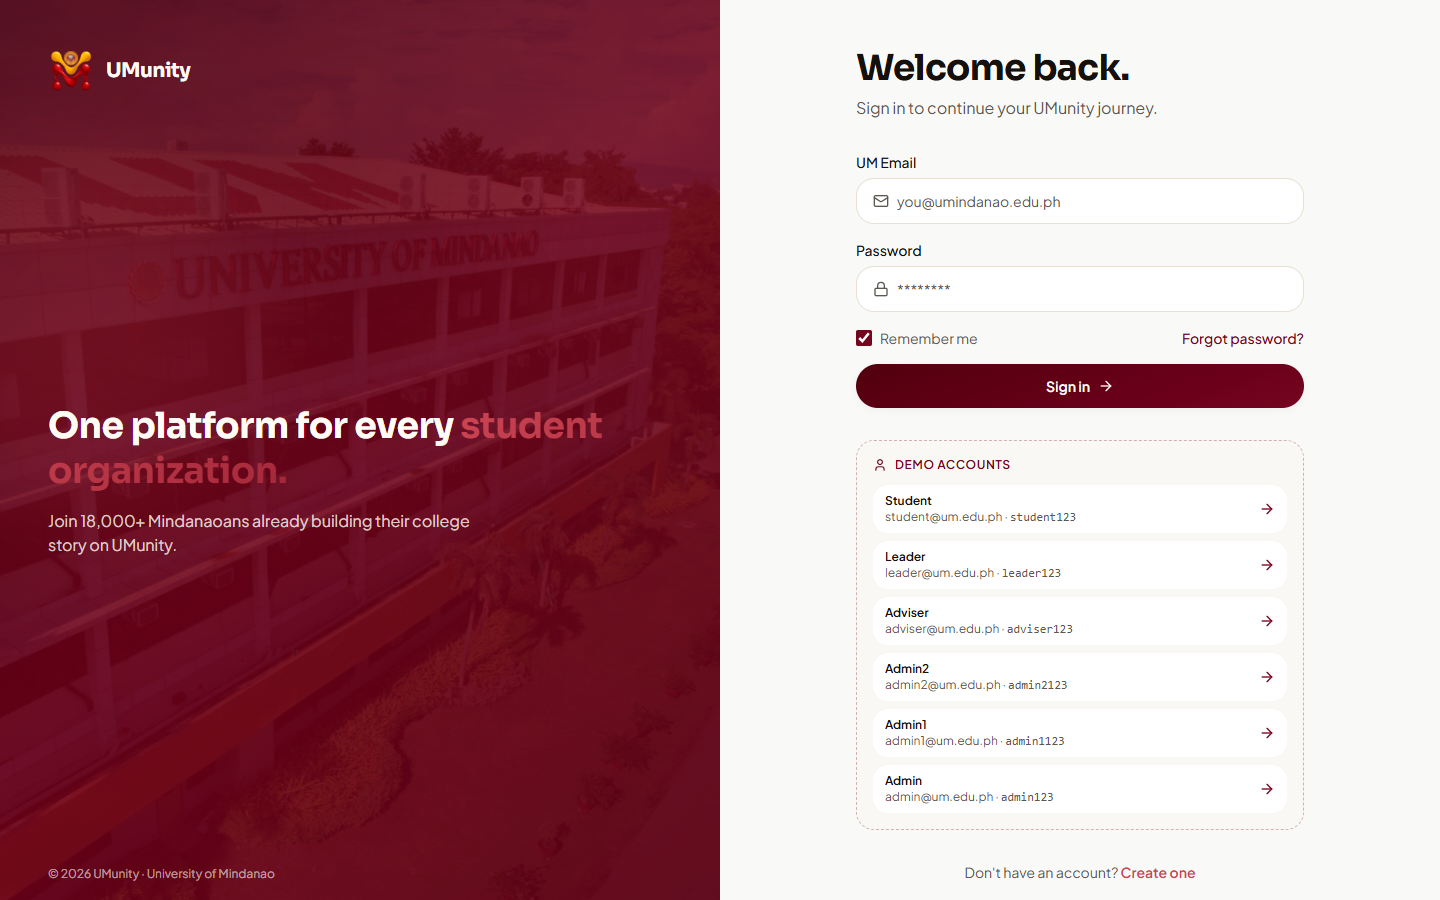 UMunity
UNIVERSITY OF MINDANAO
One platform for every student
organization.
Join 18,000+ Mindanaoans already building their college
story on UMunity.
© 2026 UMunity · University of Mindanao
Welcome back.
Sign in to continue your UMunity journey.
UM Email
you@umindanao.edu.ph
Password
********
Remember me
Forgot password?
Sign in
DEMO ACCOUNTS
Student
student@um.edu.ph · student123
Leader
leader@um.edu.ph · leader123
Adviser
adviser@um.edu.ph · adviser123
Admin2
admin2@um.edu.ph · admin2123
Admin1
admin1@um.edu.ph · admin1123
Admin
admin@um.edu.ph · admin123
Don't have an account? Create one